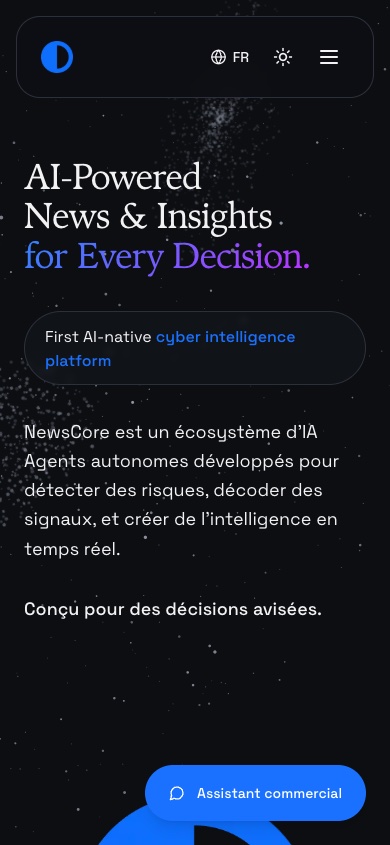 FR
AI-Powered
News & Insights
for Every Decision.
First AI-native cyber intelligence
platform
NewsCore est un écosystème d'IA
Agents autonomes développés pour
détecter des risques, décoder des
signaux, et créer de l'intelligence en
temps réel.
Conçu pour des décisions avisées.
Assistant commercial